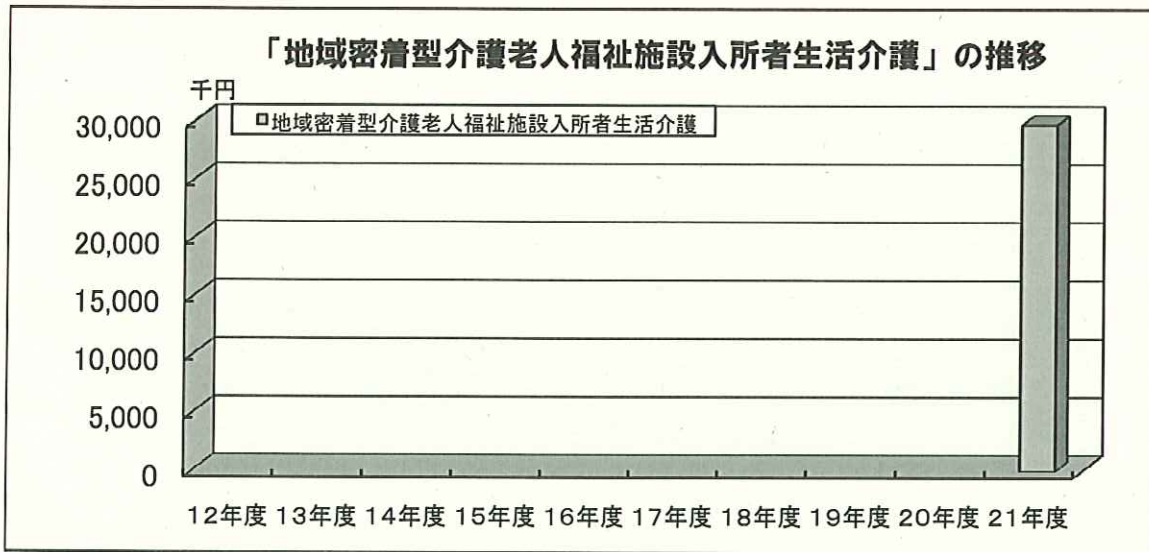 「地域密着型介護老人福祉施設入所者生活介護」の推移
千円
地域密着型介護老人福祉施設入所者生活介護
30,000
25,000
20,000
15,000
10,000
5,000
0
12年度 13年度 14年度 15年度 16年度 17年度 18年度 19年度 20年度 21年度